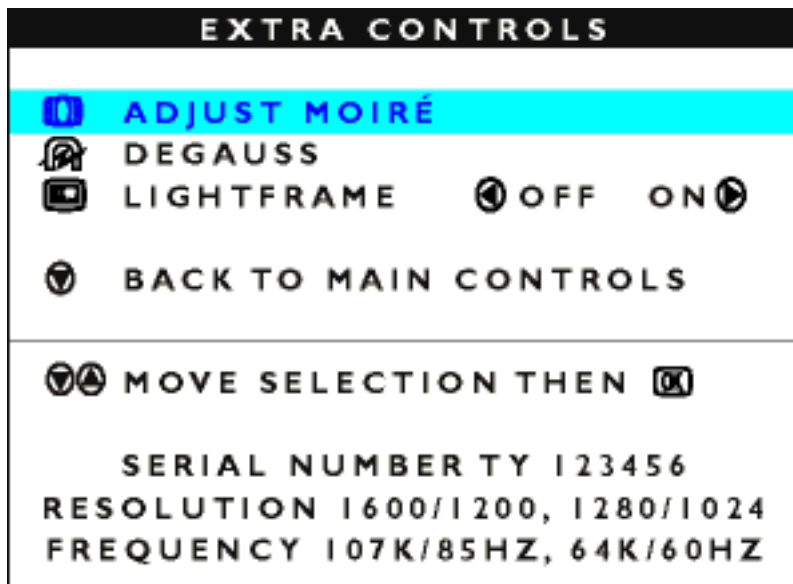 EXTRA CONTROLS
ADJUST MOIRÉ
DEGAUSS
LIGHTFRAME OFF ON
BACK TO MAIN CONTROLS
MOVE SELECTION THEN OK
SERIAL NUMBER TY 123456
RESOLUTION 1600/1200, 1280/1024
FREQUENCY 107K/85HZ, 64K/60HZ